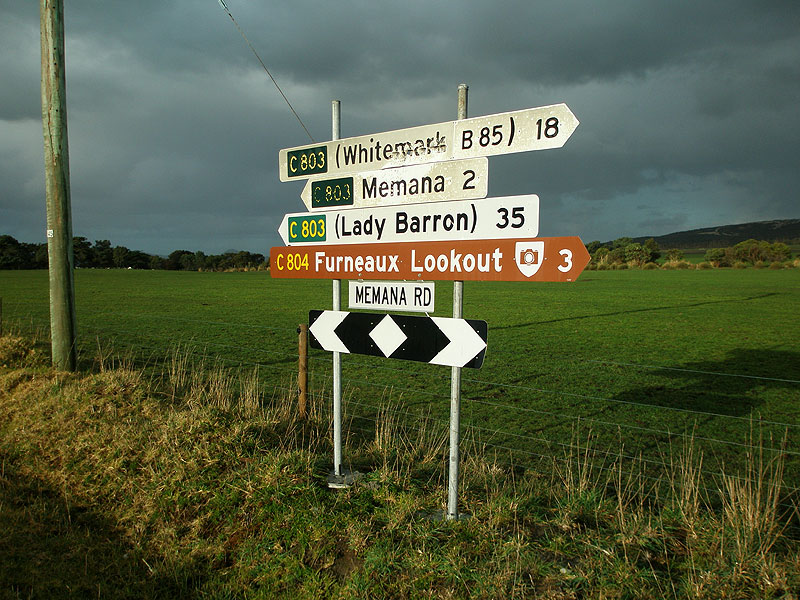 C 803 (Whitemark B 85) 18
C 803 Memana 2
C 803 (Lady Barron) 35
C 804 Furneaux Lookout 3
MEMANA RD